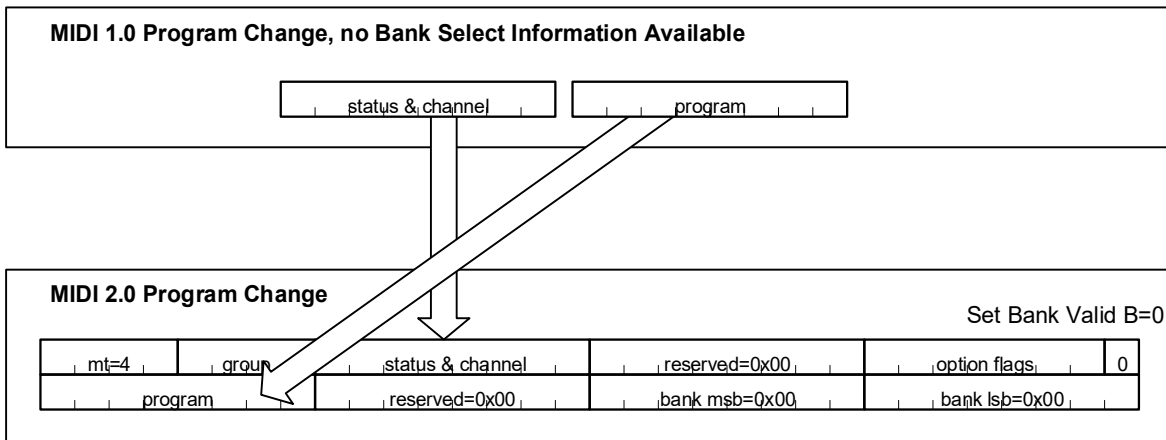 MIDI 1.0 Program Change, no Bank Select Information Available
status & channel program
MIDI 2.0 Program Change
Set Bank Valid B=0
mt=4 group status & channel reserved=0x00 option flags 0
program reserved=0x00 bank msb=0x00 bank lsb=0x00